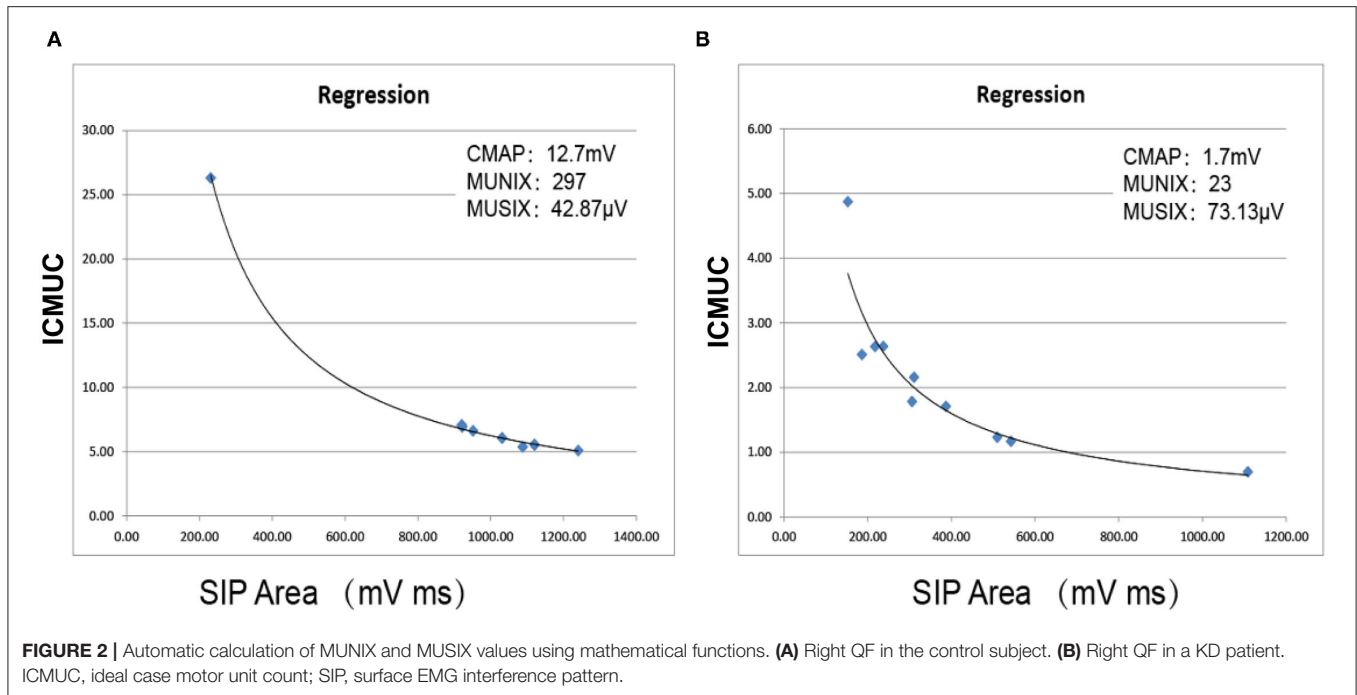 A
Regression
30.00
25.00
20.00
15.00
10.00
5.00
0.00
ICMUC
CMAP: 12.7mV
MUNIX: 297
MUSIX: 42.87μV
0.00 200.00 400.00 600.00 800.00 1000.00 1200.00 1400.00
SIP Area (mV ms)
B
Regression
6.00
5.00
4.00
3.00
2.00
1.00
0.00
ICMUC
CMAP: 1.7mV
MUNIX: 23
MUSIX: 73.13μV
0.00 200.00 400.00 600.00 800.00 1000.00 1200.00
SIP Area (mV ms)
FIGURE 2 | Automatic calculation of MUNIX and MUSIX values using mathematical functions. (A) Right QF in the control subject. (B) Right QF in a KD patient.
ICMUC, ideal case motor unit count; SIP, surface EMG interference pattern.